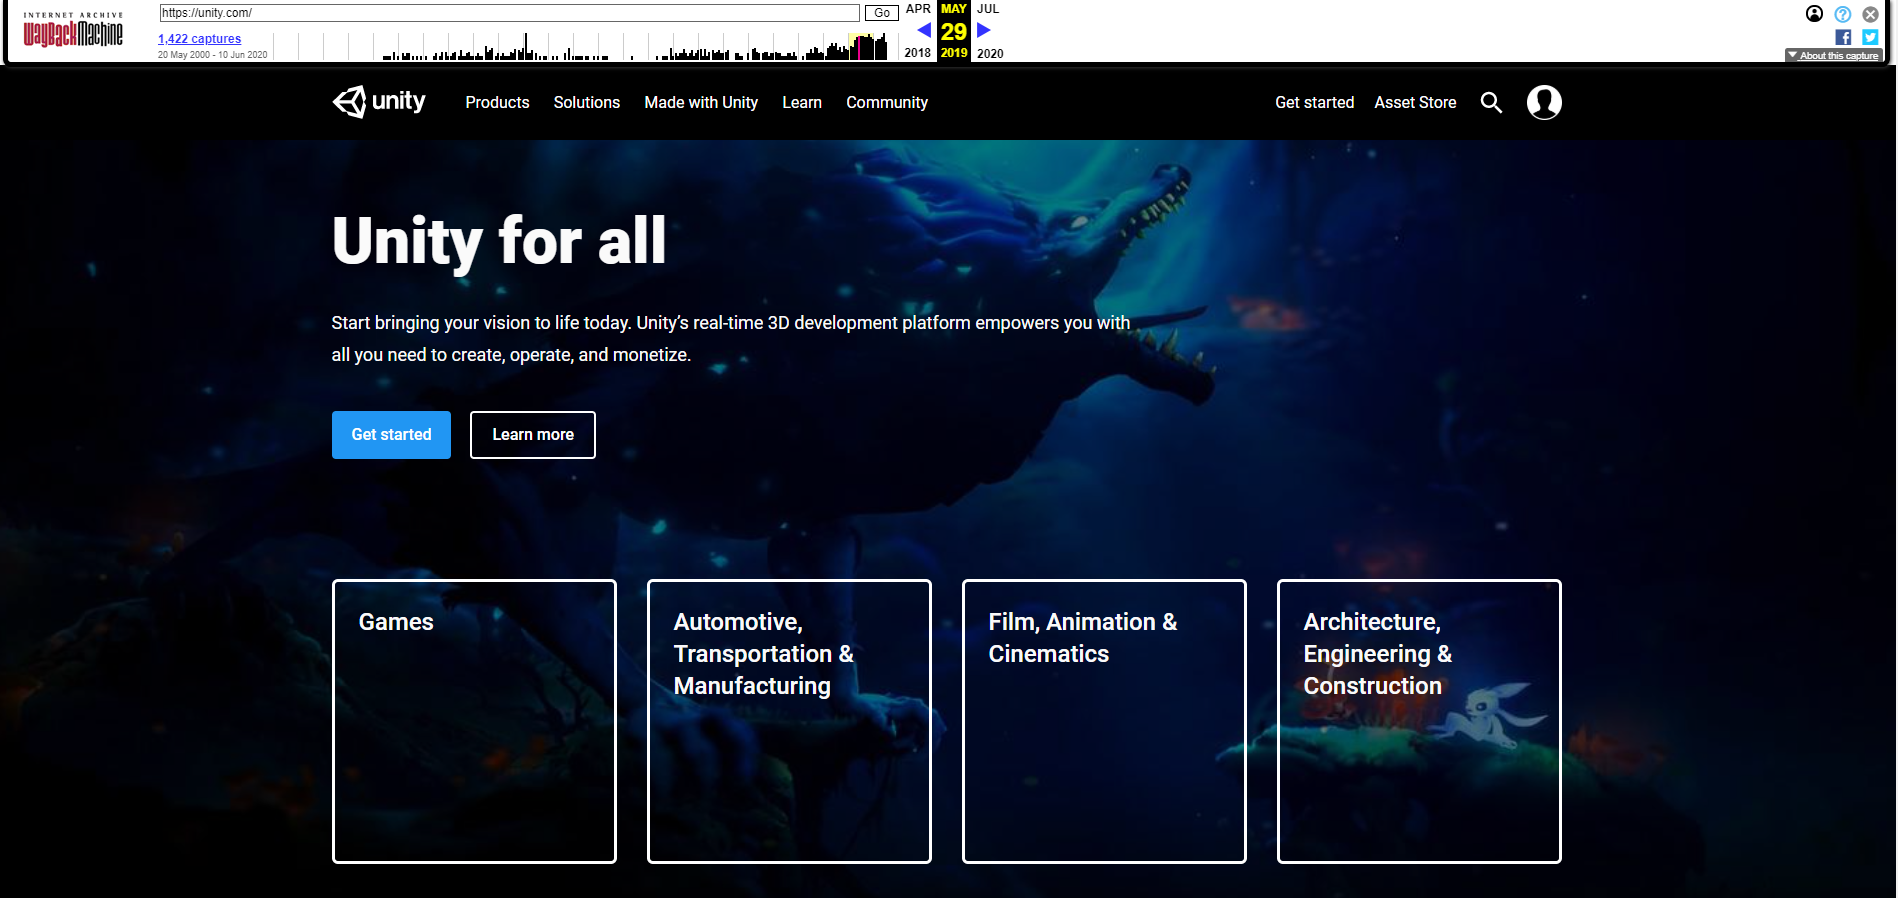 INTERNET ARCHIVE
WayBackMachine
https://unity.com/
Go
1,422 captures
20 May 2000 - 10 Jun 2020
APR MAY JUL
29
2018 2019 2020
About this capture
unity Products Solutions Made with Unity Learn Community Get started Asset Store
Unity for all
Start bringing your vision to life today. Unity’s real-time 3D development platform empowers you with
all you need to create, operate, and monetize.
Get started Learn more
Games
Automotive,
Transportation &
Manufacturing
Film, Animation &
Cinematics
Architecture,
Engineering &
Construction